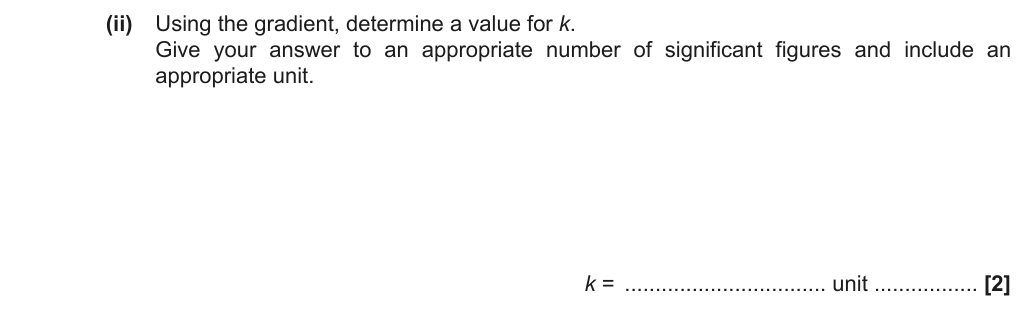 (ii) Using the gradient, determine a value for k.
Give your answer to an appropriate number of significant figures and include an
appropriate unit.
k = ................................. unit ................. [2]